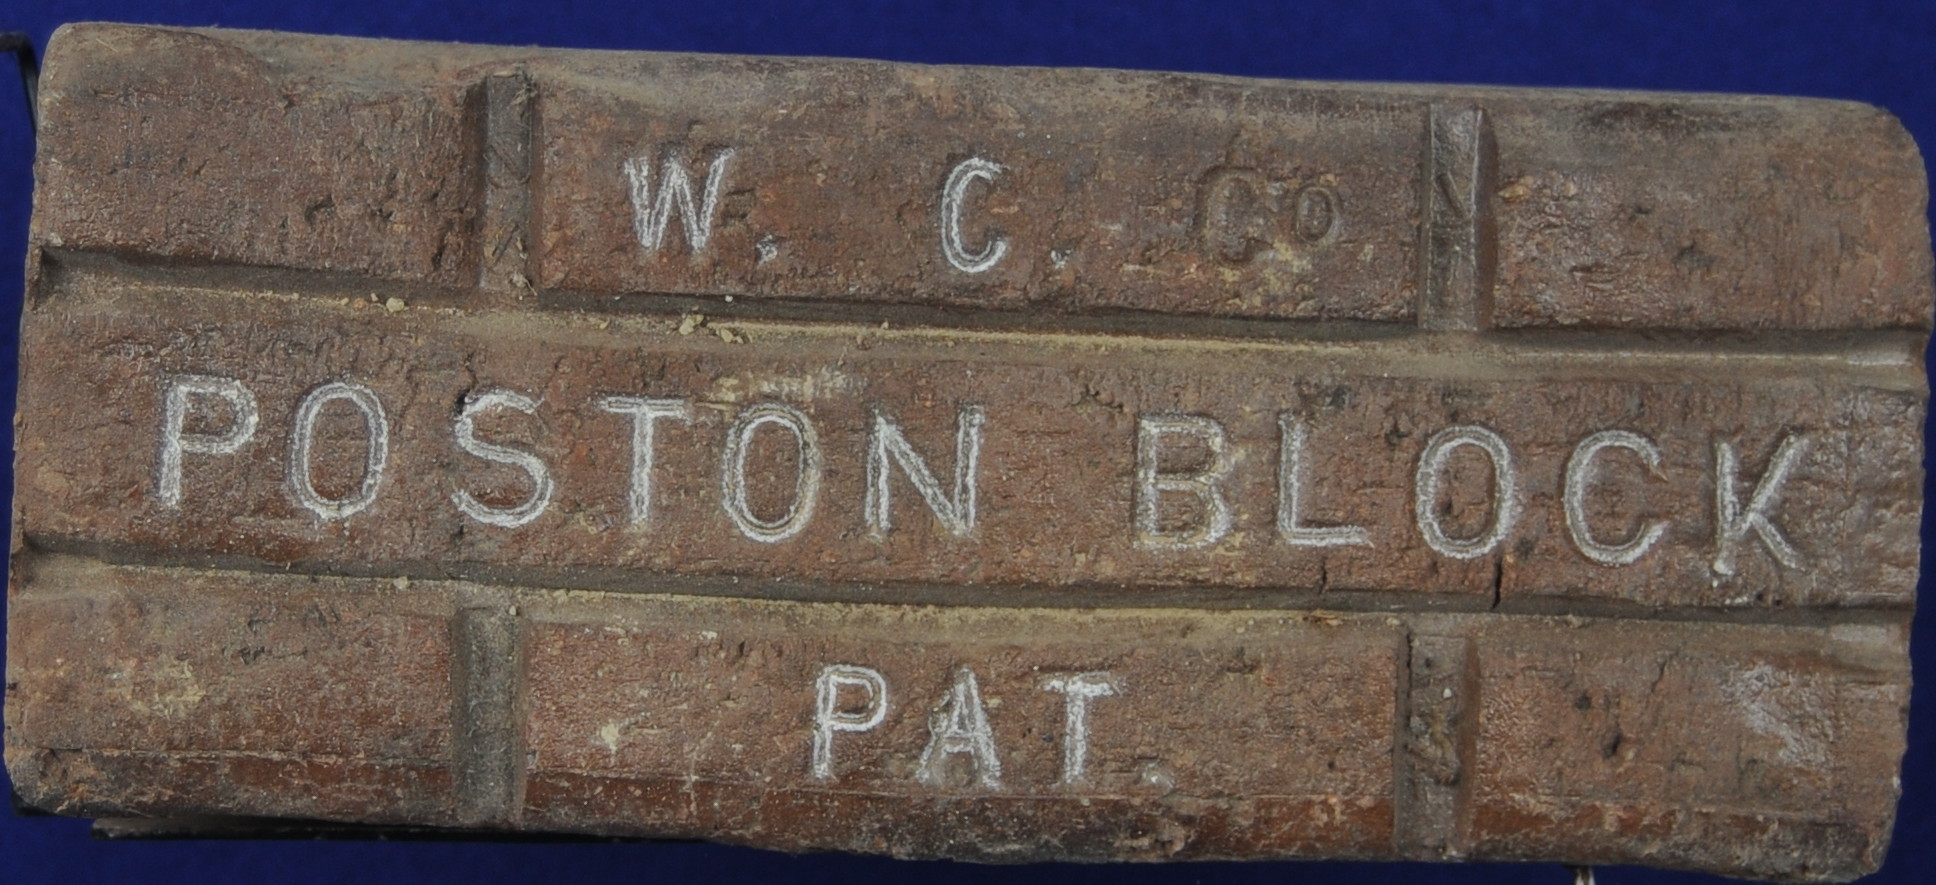 W. C. Co
POSTON BLOCK
PAT.